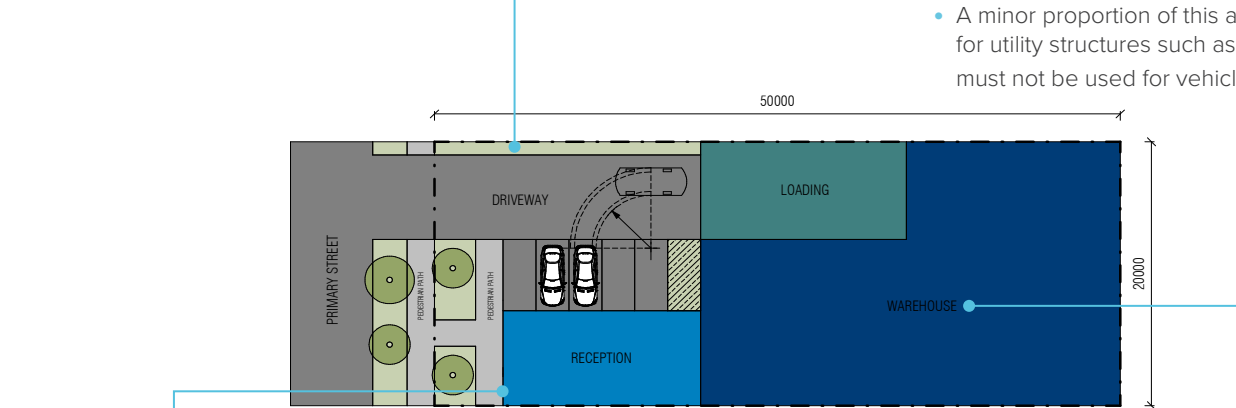 • A minor proportion of this a
for utility structures such as
must not be used for vehicl
50000
DRIVEWAY
LOADING
PRIMARY STREET
PEDESTRIAN PATH
PEDESTRIAN PATH
20000
WAREHOUSE
RECEPTION